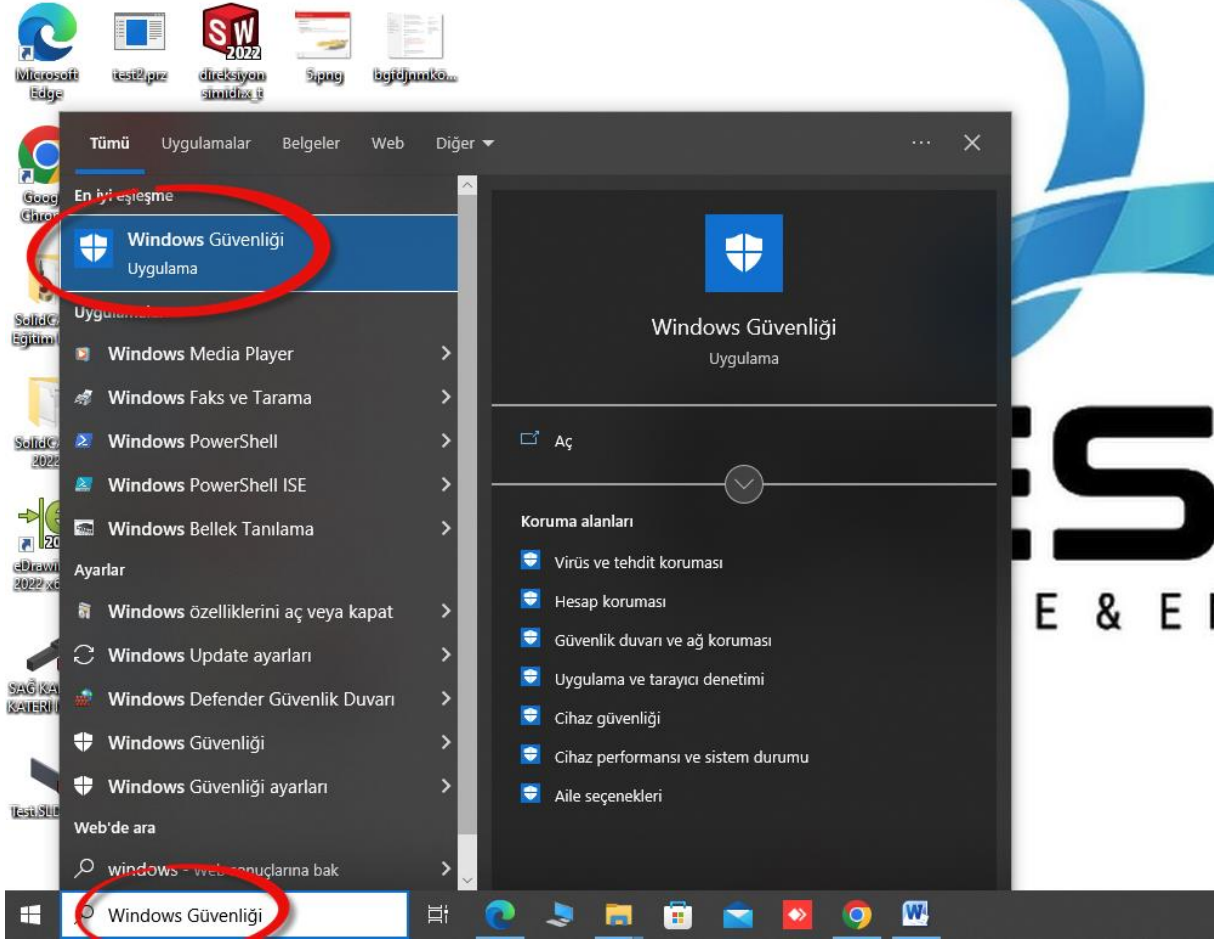 Microsoft
Edge
test2.prz
direksiyon
SW
2022
5.png
Tümü Uygulamalar Belgeler Web Diğer
En iyi eşleşme
Windows Güvenliği
Uygulama
Windows Media Player
Windows Faks ve Tarama
Windows PowerShell
Windows PowerShell ISE
Windows Bellek Tanılama
Ayarlar
Windows özelliklerini aç veya kapat
Windows Update ayarları
Windows Defender Güvenlik Duvarı
Windows Güvenliği
Windows Güvenliği ayarları
Web'de ara
windows - Web sonuçlarına bak
Windows Güvenliği
Uygulama
Aç
Koruma alanları
Virüs ve tehdit koruması
Hesap koruması
Güvenlik duvarı ve ağ koruması
Uygulama ve tarayıcı denetimi
Cihaz güvenliği
Cihaz performansı ve sistem durumu
Aile seçenekleri
ES
E & E
Windows Güvenliği